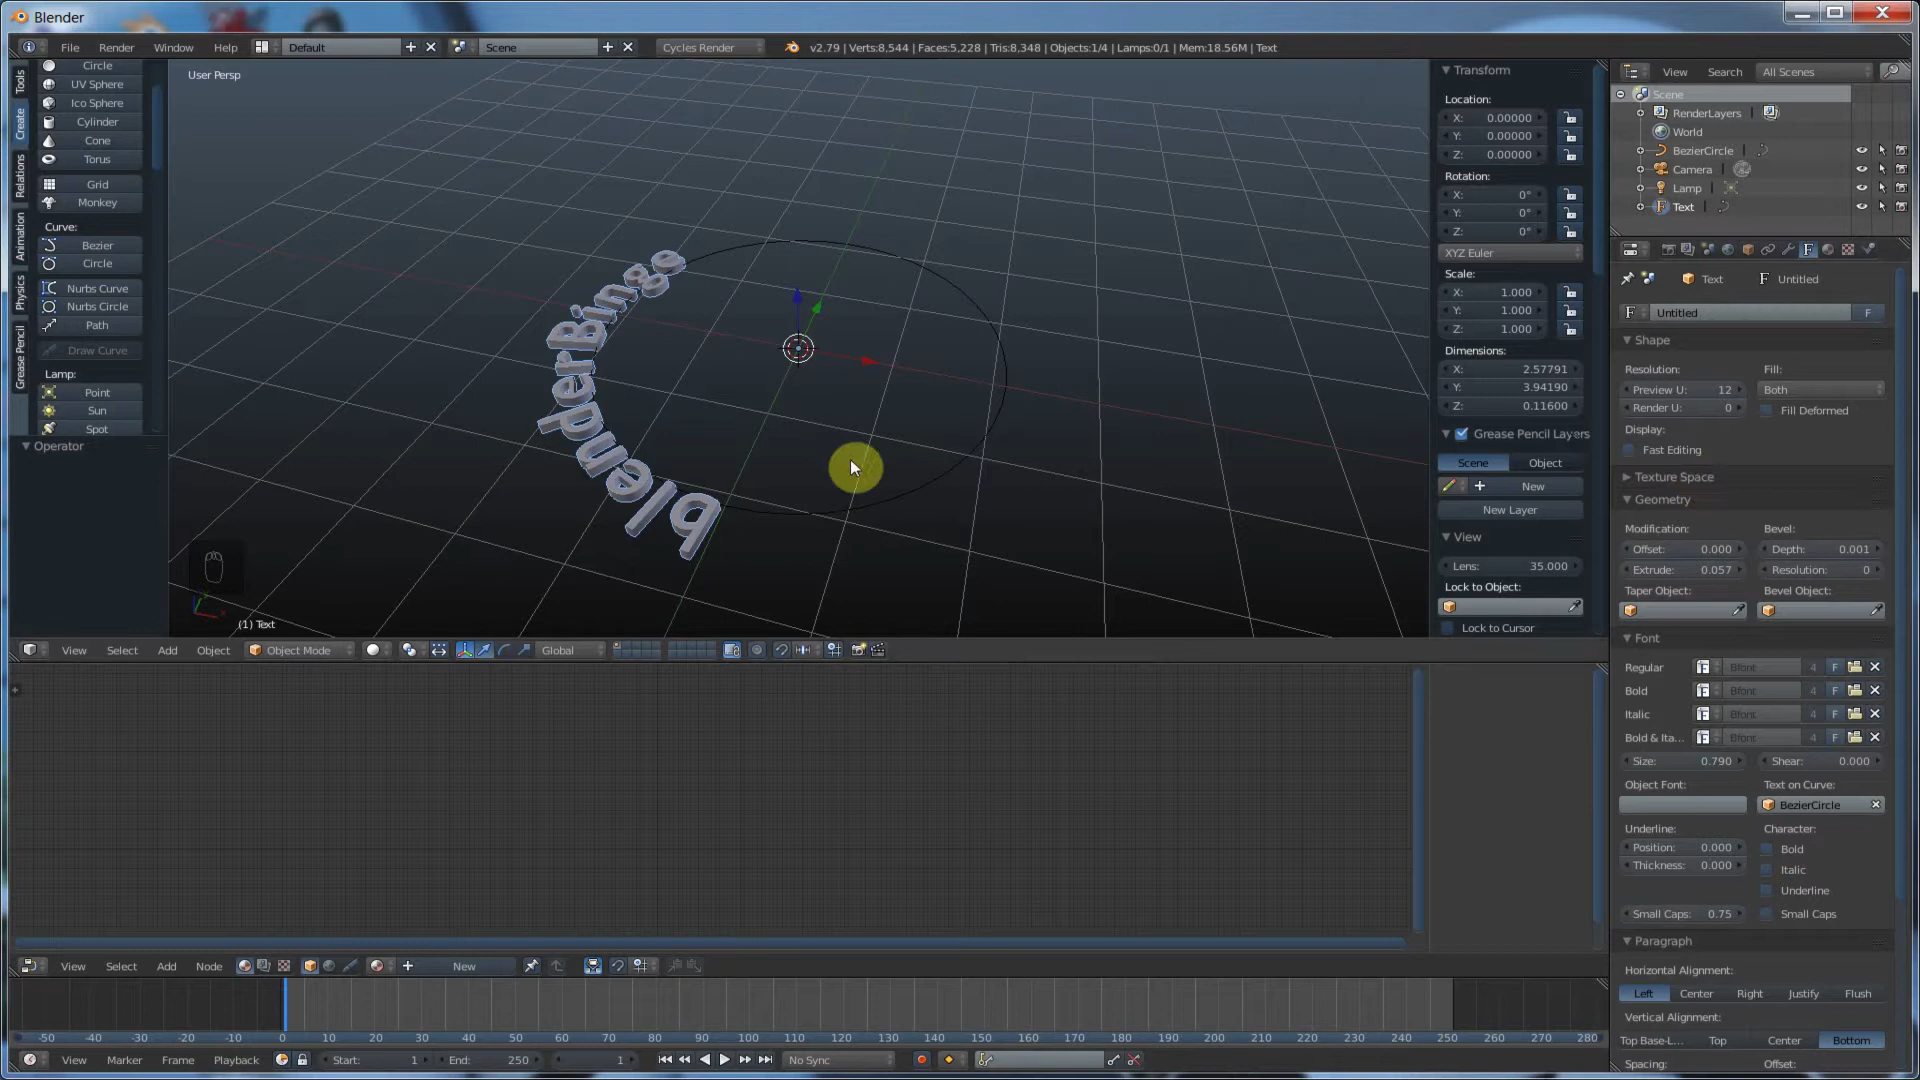 Blender
File Render Window Help Default Scene Cycles Render v2.79 | Verts:8,544 | Faces:5,228 | Tris:8,348 | Objects:1/4 | Lamps:0/1 | Mem:18.56M | Text
User Persp
Tools
Create
Relations
Animation
Physics
Grease Pencil
Circle
UV Sphere
Ico Sphere
Cylinder
Cone
Torus
Grid
Monkey
Curve:
Bezier
Circle
Nurbs Curve
Nurbs Circle
Path
Draw Curve
Lamp:
Point
Sun
Spot
Operator
blenderBinge
(1) Text
Transform
Location:
X: 0.00000
Y: 0.00000
Z: 0.00000
Rotation:
X: 0°
Y: 0°
Z: 0°
XYZ Euler
Scale:
X: 1.000
Y: 1.000
Z: 1.000
Dimensions:
X: 2.57791
Y: 3.94190
Z: 0.11600
Grease Pencil Layers
Scene Object
New
New Layer
View
Lens: 35.000
Lock to Object:
Lock to Cursor
View Search All Scenes
Scene
RenderLayers
World
BezierCircle
Camera
Lamp
Text
Text Untitled
Untitled F
Shape
Resolution: Fill:
Preview U: 12 Both
Render U: 0 Fill Deformed
Display:
Fast Editing
Texture Space
Geometry
Modification: Bevel:
Offset: 0.000 Depth: 0.001
Extrude: 0.057 Resolution: 0
Taper Object: Bevel Object:
Font
Regular Bfont 4 F
Bold Bfont 4 F
Italic Bfont 4 F
Bold & Ita... Bfont 4 F
Size: 0.790 Shear: 0.000
Object Font: Text on Curve:
BezierCircle
Underline: Character:
Position: 0.000 Bold
Thickness: 0.000 Italic
Underline
Small Caps: 0.75 Small Caps
Paragraph
Horizontal Alignment:
Left Center Right Justify Flush
Vertical Alignment:
Top Base-L... Top Center Bottom
Spacing: Offset:
View Select Add Object Object Mode Global
View Select Add Node New
-50 -40 -30 -20 -10 0 10 20 30 40 50 60 70 80 90 100 110 120 130 140 150 160 170 180 190 200 210 220 230 240 250 260 270 280
View Marker Frame Playback Start: 1 End: 250 1 No Sync